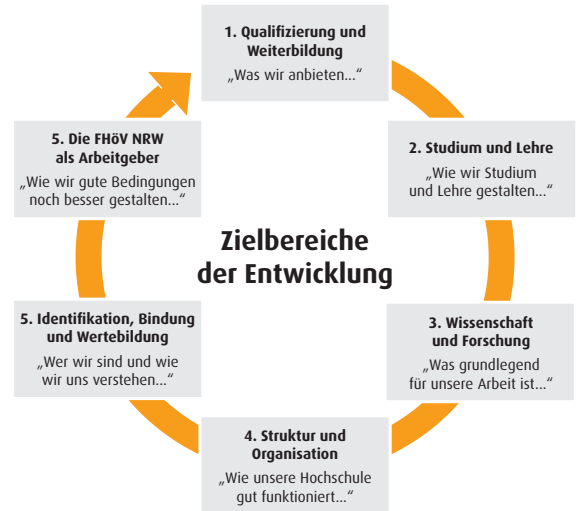 1. Qualifizierung und
Weiterbildung
„Was wir anbieten...“
2. Studium und Lehre
„Wie wir Studium
und Lehre gestalten...“
3. Wissenschaft
und Forschung
„Was grundlegend
für unsere Arbeit ist...“
4. Struktur und
Organisation
„Wie unsere Hochschule
gut funktioniert...“
5. Identifikation, Bindung
und Wertebildung
„Wer wir sind und wie
wir uns verstehen...“
5. Die FHöV NRW
als Arbeitgeber
„Wie wir gute Bedingungen
noch besser gestalten...“
Zielbereiche
der Entwicklung